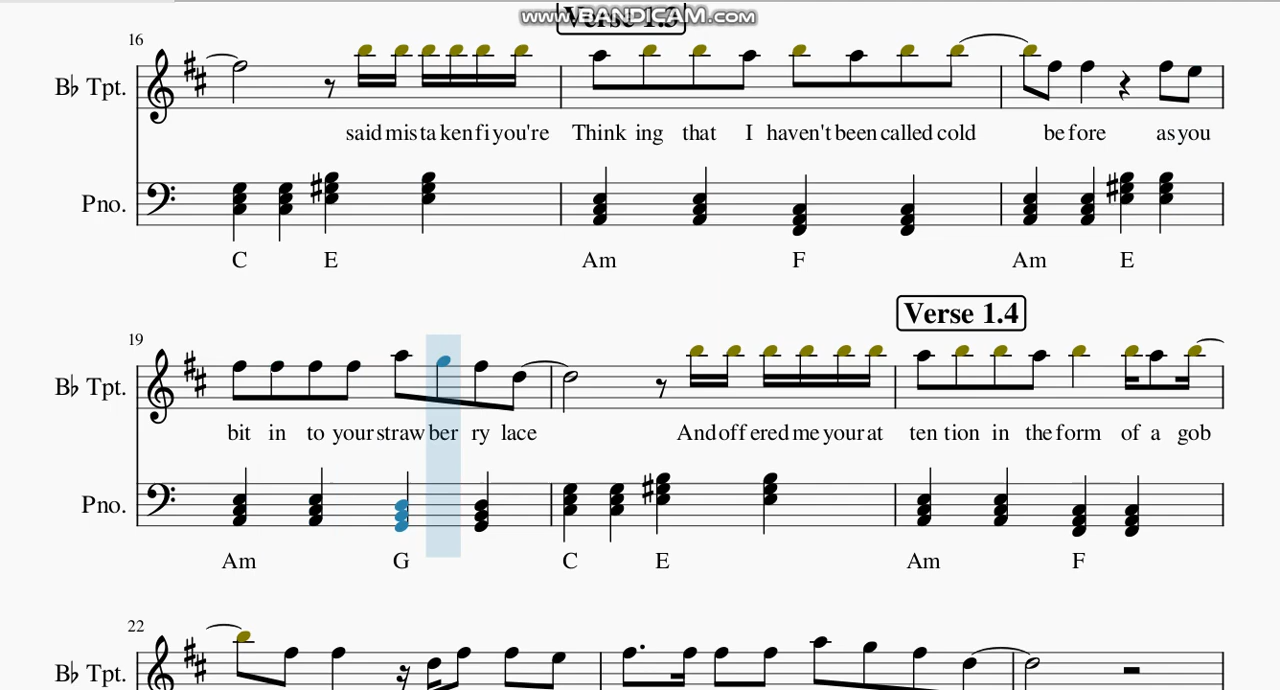 www.BANDICAM.com
Verse 1.3
16
B♭ Tpt.
said mis ta ken fi you're Think ing that I haven't been called cold be fore as you
Pno.
C E Am F Am E
Verse 1.4
19
B♭ Tpt.
bit in to your straw ber ry lace And off ered me your at ten tion in the form of a gob
Pno.
Am G C E Am F
22
B♭ Tpt.